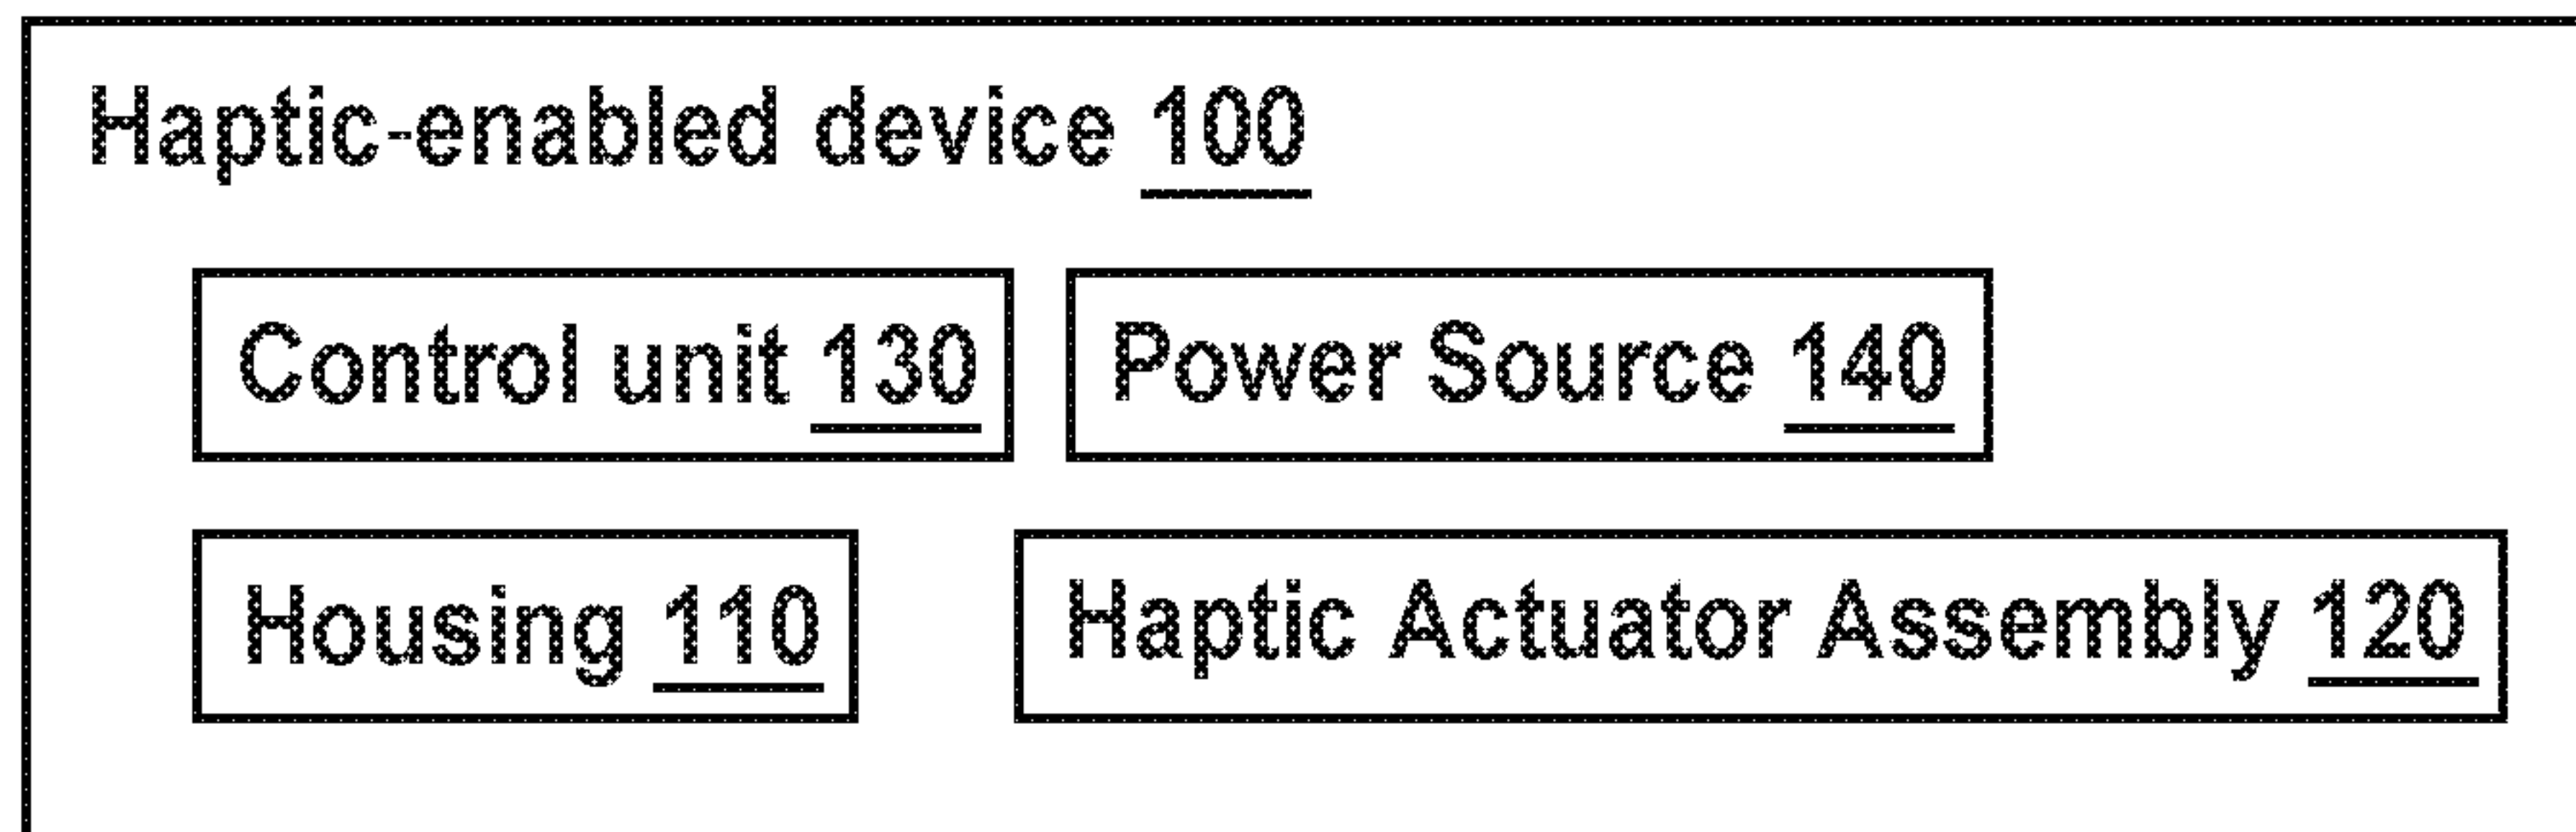 Haptic-enabled device 100
Control unit 130 Power Source 140
Housing 110 Haptic Actuator Assembly 120